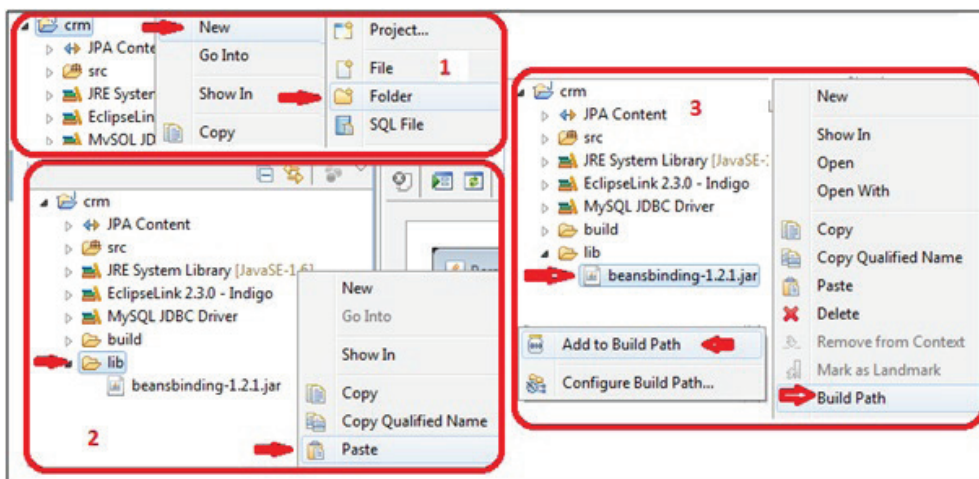 crm
JPA Conte
src
JRE System
EclipseLin
MySQL JD
New
Go Into
Show In
Copy
Project...
File
1
Folder
SQL File
crm
JPA Content
src
JRE System Library [JavaSE-1.6]
EclipseLink 2.3.0 - Indigo
MySQL JDBC Driver
build
lib
beansbinding-1.2.1.jar
2
New
Go Into
Show In
Copy
Copy Qualified Name
Paste
crm
3
JPA Content
src
JRE System Library [JavaSE-
EclipseLink 2.3.0 - Indigo
MySQL JDBC Driver
build
lib
beansbinding-1.2.1.jar
Add to Build Path
Configure Build Path...
New
Show In
Open
Open With
Copy
Copy Qualified Name
Paste
Delete
Remove from Context
Mark as Landmark
Build Path